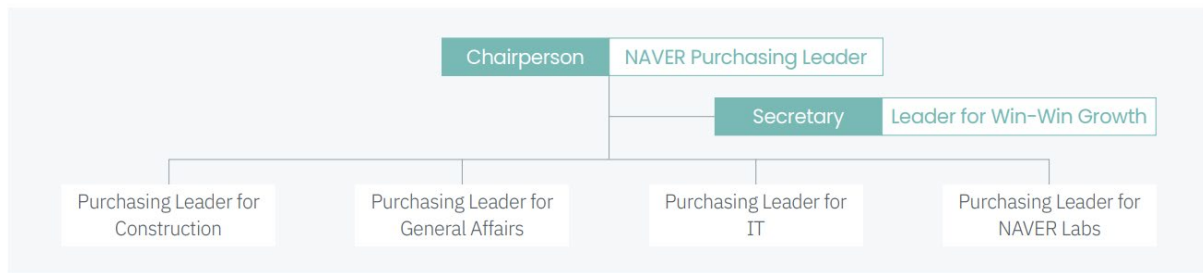 Chairperson NAVER Purchasing Leader
Secretary Leader for Win-Win Growth
Purchasing Leader for
Construction
Purchasing Leader for
General Affairs
Purchasing Leader for
IT
Purchasing Leader for
NAVER Labs